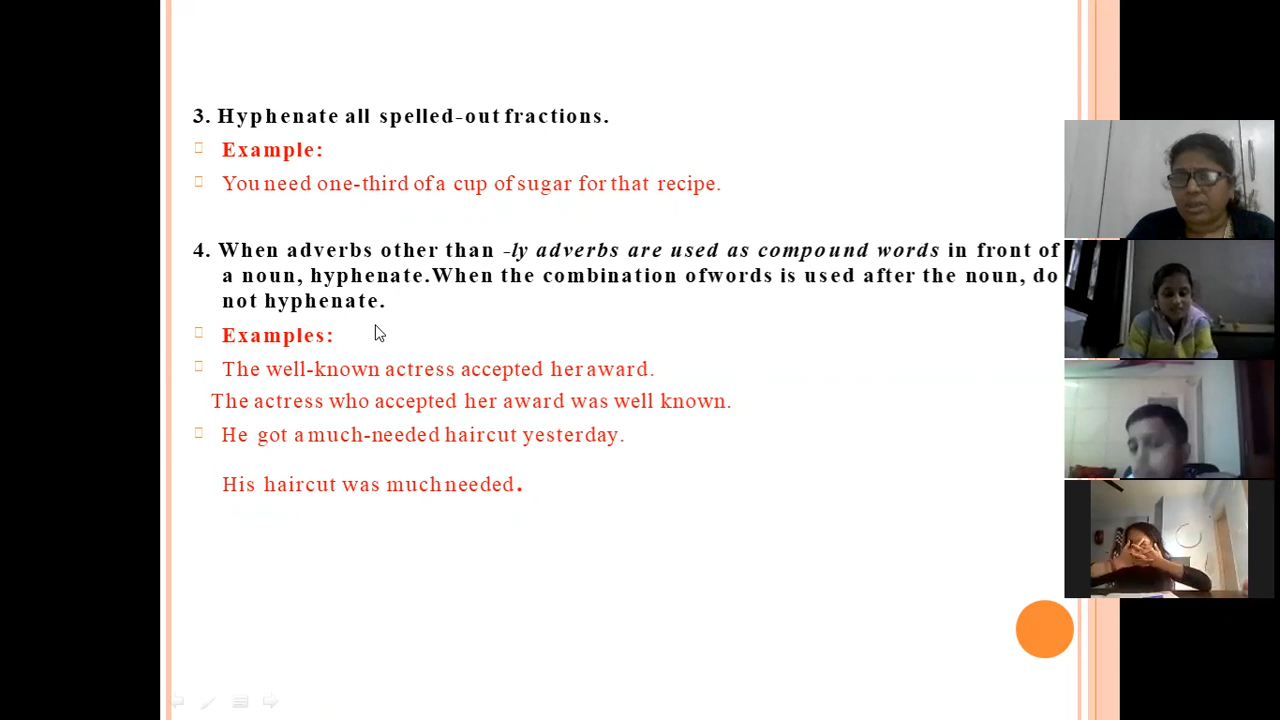 3. Hyphenate all spelled-out fractions.
Example:
You need one-third of a cup of sugar for that recipe.
4. When adverbs other than -ly adverbs are used as compound words in front of
a noun, hyphenate.When the combination ofwords is used after the noun, do
not hyphenate.
Examples:
The well-known actress accepted her award.
The actress who accepted her award was well known.
He got a much-needed haircut yesterday.
His haircut was much needed.